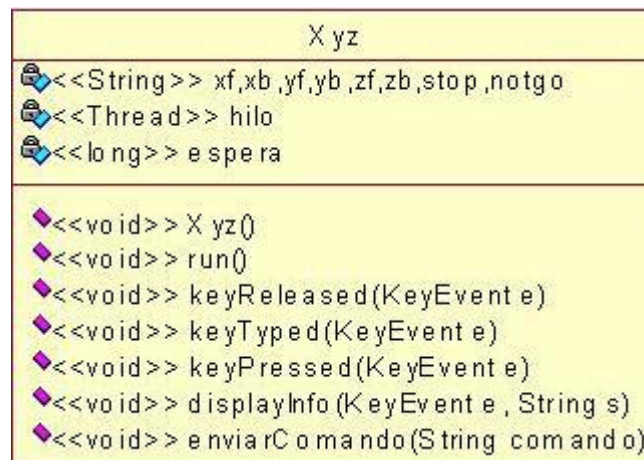 Xyz
<<String>> xf,xb,yf,yb,zf,zb,stop,notgo
<<Thread>> hilo
<<long>> espera
<<void>> Xyz()
<<void>> run()
<<void>> keyReleased(KeyEvent e)
<<void>> keyTyped(KeyEvent e)
<<void>> keyPressed(KeyEvent e)
<<void>> displayInfo(KeyEvent e, String s)
<<void>> enviarComando(String comando)